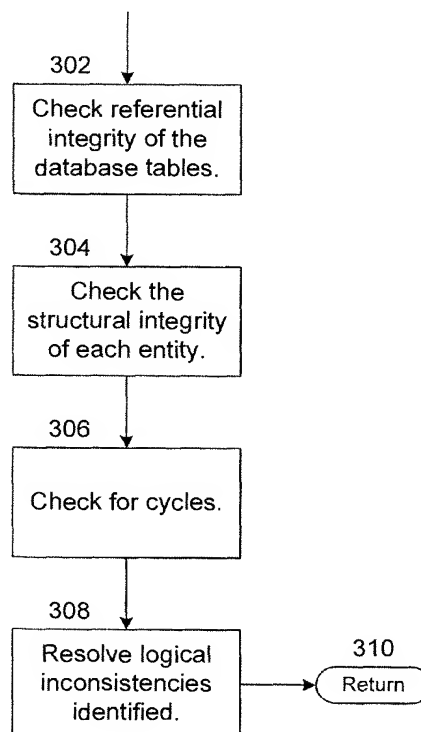 302
Check referential
integrity of the
database tables.
304
Check the
structural integrity
of each entity.
306
Check for cycles.
308
Resolve logical
inconsistencies
identified.
310
Return